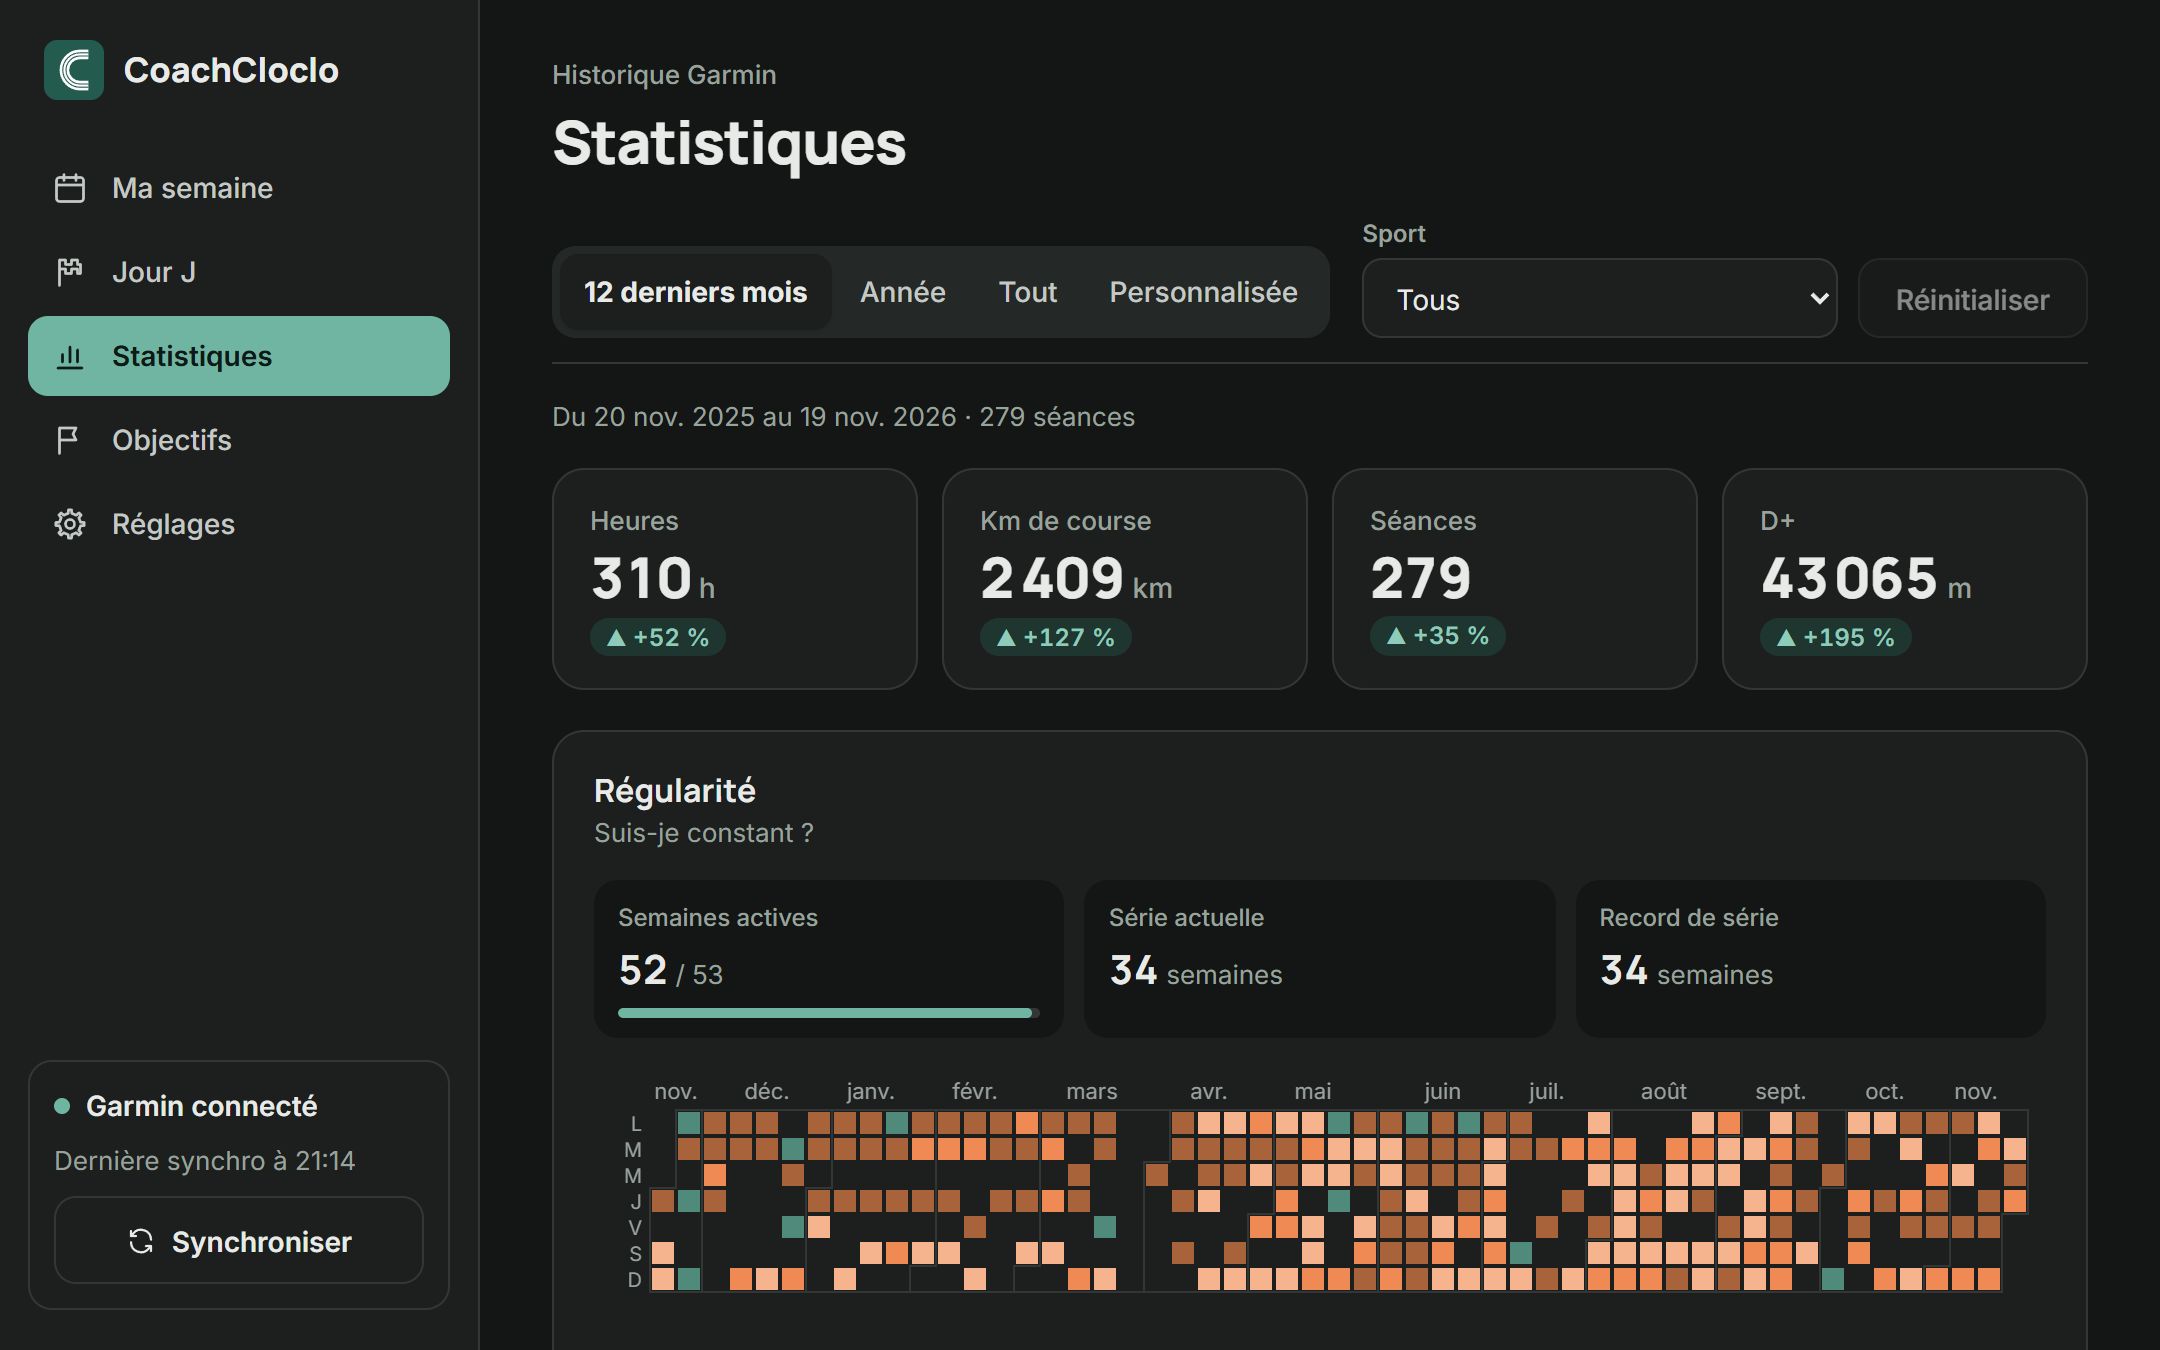 CoachCloclo
Ma semaine
Jour J
Statistiques
Objectifs
Réglages
Garmin connecté
Dernière synchro à 21:14
Synchroniser
Historique Garmin
Statistiques
12 derniers mois Année Tout Personnalisée
Sport
Tous
Réinitialiser
Du 20 nov. 2025 au 19 nov. 2026 · 279 séances
Heures
310 h
▲ +52 %
Km de course
2 409 km
▲ +127 %
Séances
279
▲ +35 %
D+
43 065 m
▲ +195 %
Régularité
Suis-je constant ?
Semaines actives
52 / 53
Série actuelle
34 semaines
Record de série
34 semaines
nov. déc. janv. févr. mars avr. mai juin juil. août sept. oct. nov.
L
M
M
J
V
S
D